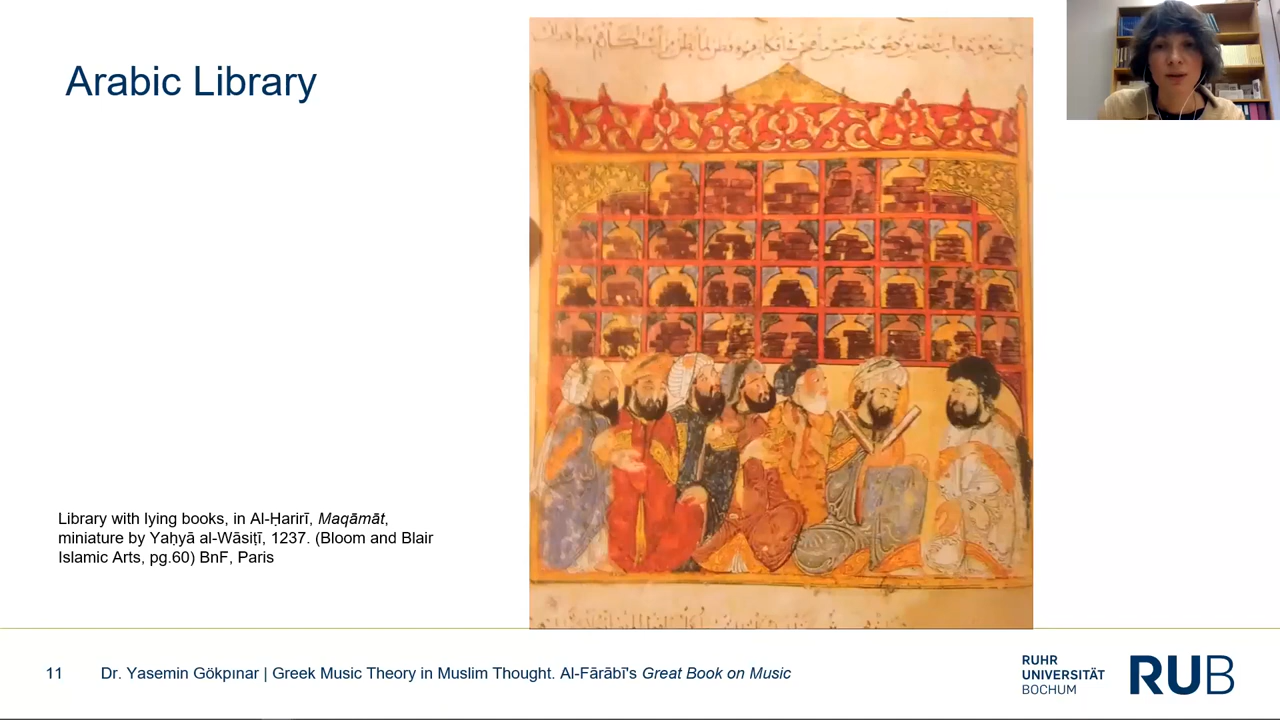 Arabic Library
Library with lying books, in Al-Ḥarirī, Maqāmāt,
miniature by Yaḥyā al-Wāsiṭī, 1237. (Bloom and Blair
Islamic Arts, pg.60) BnF, Paris
11
Dr. Yasemin Gökpınar | Greek Music Theory in Muslim Thought. Al-Fārābī's Great Book on Music
RUHR
UNIVERSITÄT
BOCHUM
RUB